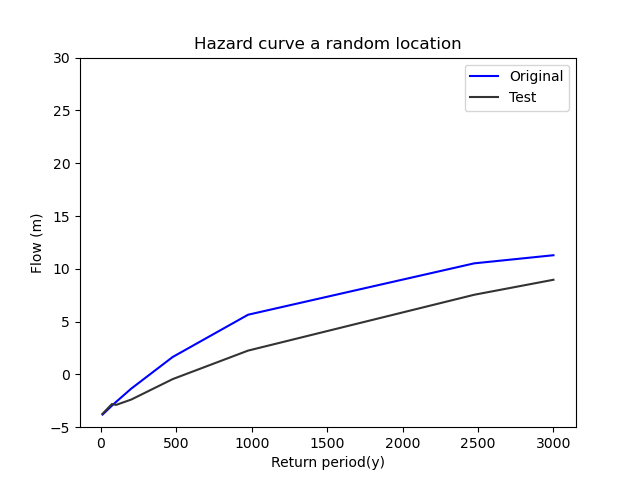 Hazard curve a random location
30
25
20
15
10
5
0
−5
Flow (m)
Original
Test
0 500 1000 1500 2000 2500 3000
Return period(y)